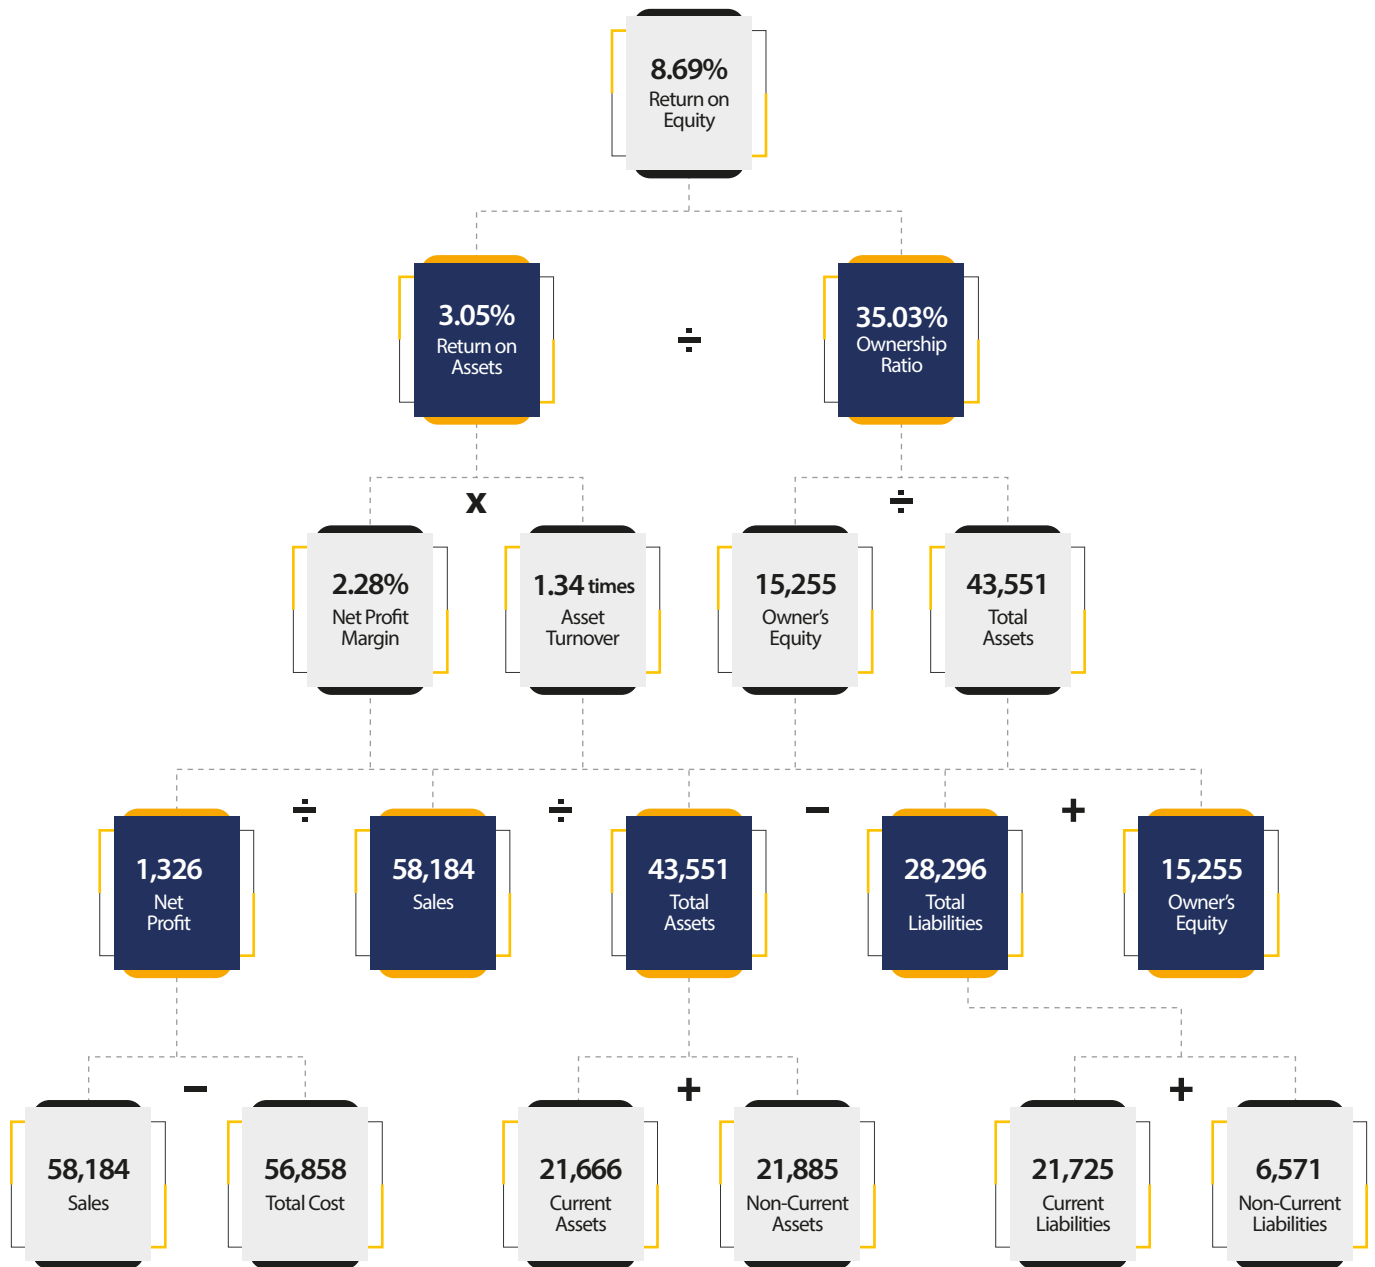 8.69%
Return on
Equity
3.05%
Return on
Assets
÷
35.03%
Ownership
Ratio
x
÷
2.28%
Net Profit
Margin
1.34 times
Asset
Turnover
15,255
Owner’s
Equity
43,551
Total
Assets
÷
÷
–
+
1,326
Net
Profit
58,184
Sales
43,551
Total
Assets
28,296
Total
Liabilities
15,255
Owner’s
Equity
–
+
+
58,184
Sales
56,858
Total Cost
21,666
Current
Assets
21,885
Non-Current
Assets
21,725
Current
Liabilities
6,571
Non-Current
Liabilities